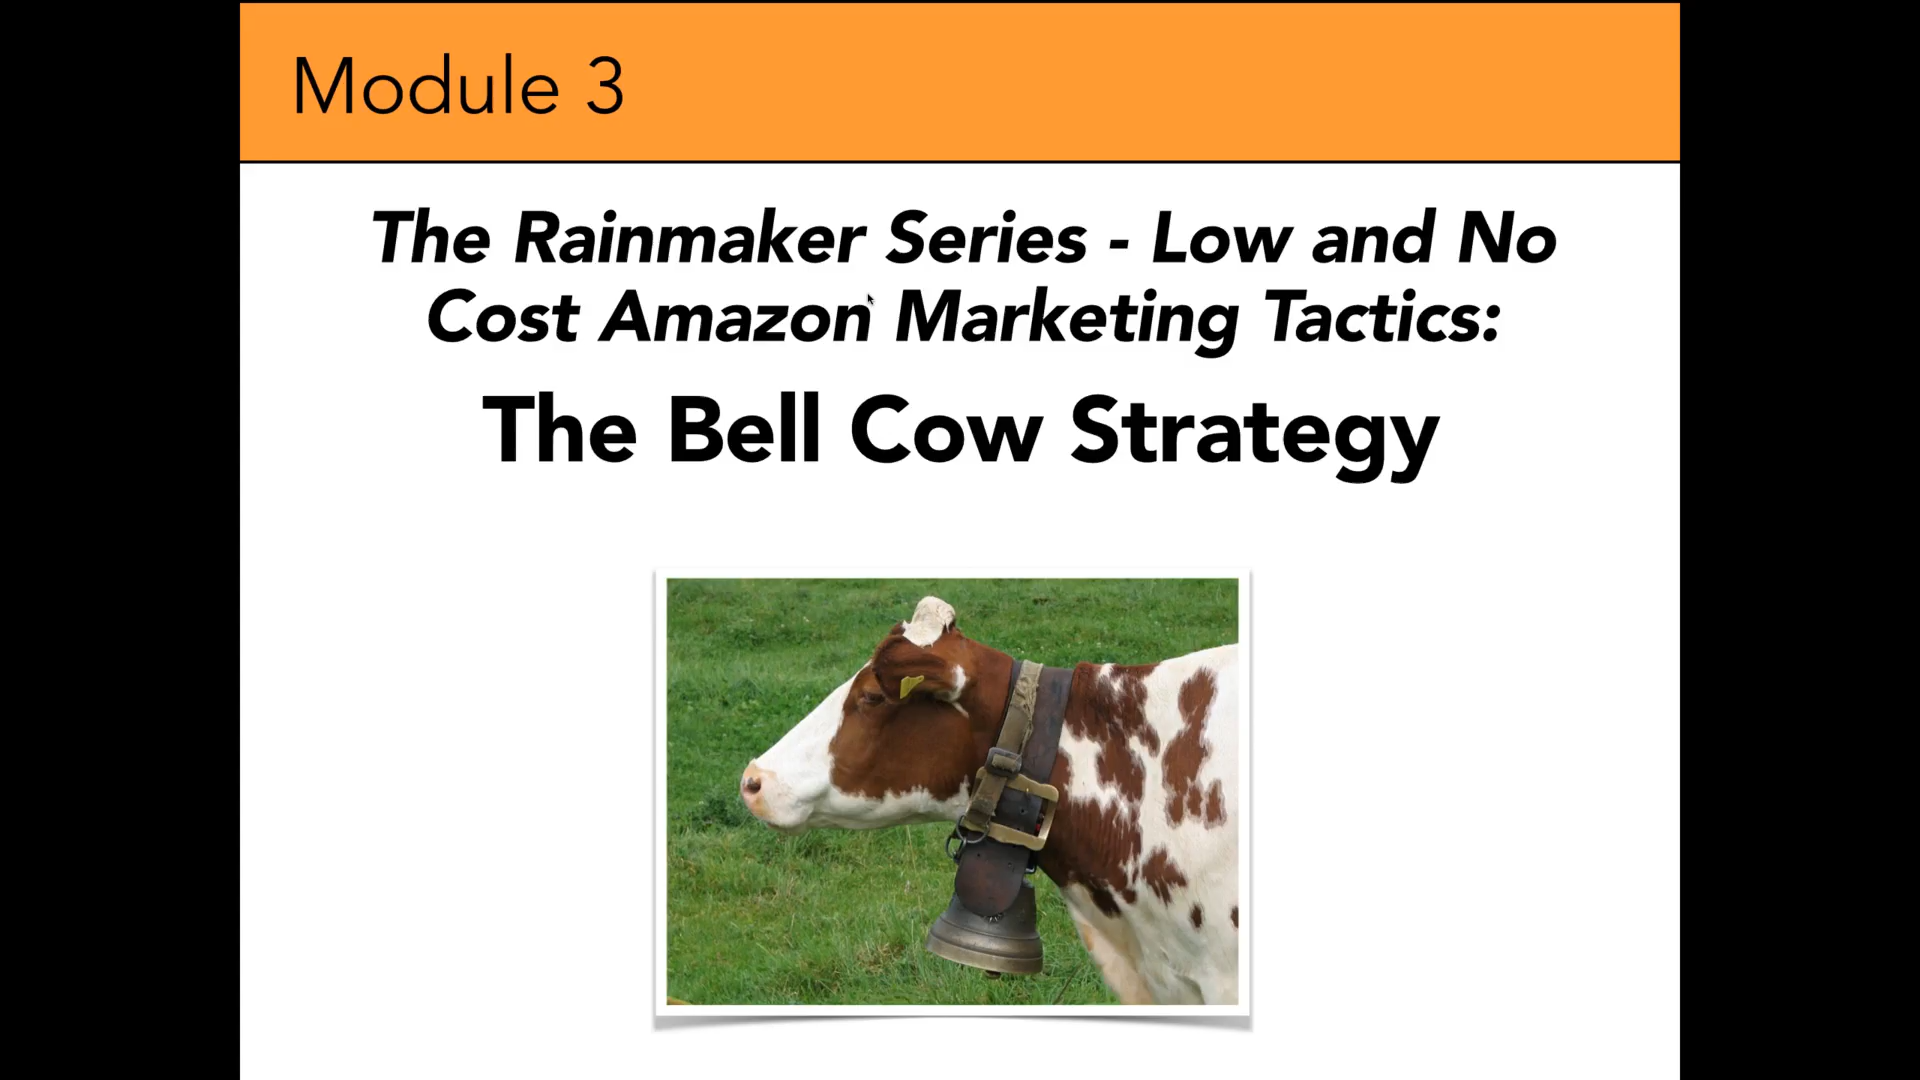 Module 3
The Rainmaker Series - Low and No
Cost Amazon Marketing Tactics:
The Bell Cow Strategy